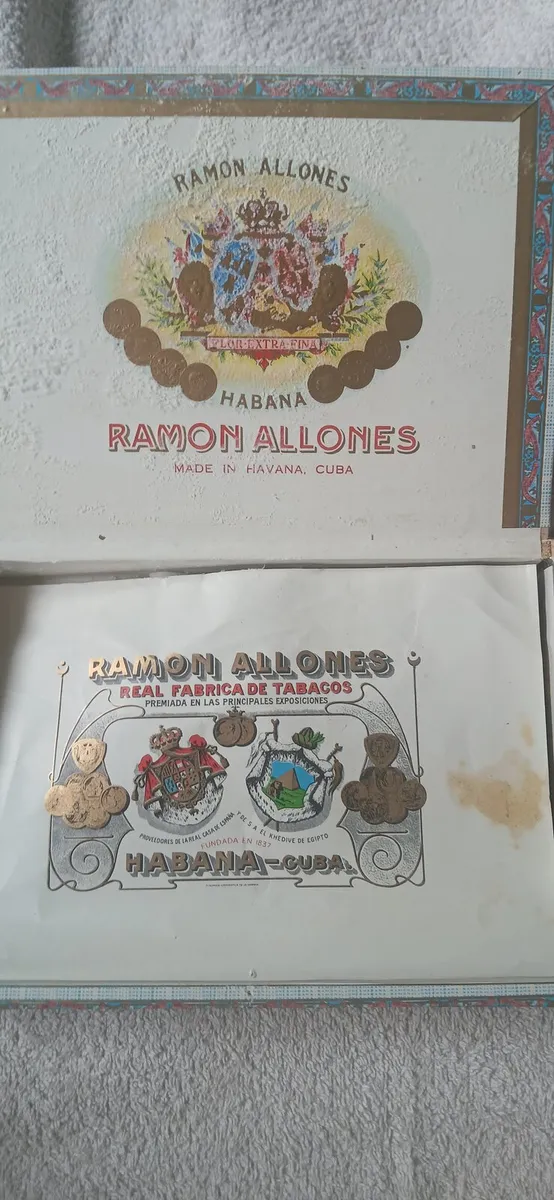 RAMON ALLONES
FLOR-EXTRA-FINA
HABANA
RAMON ALLONES
MADE IN HAVANA, CUBA
RAMON ALLONES
REAL FABRICA DE TABACOS
PREMIADA EN LAS PRINCIPALES EXPOSICIONES
PROVEEDORES DE LA REAL CASA DE ESPAÑA Y DE S.A. EL KHEDIVE DE EGIPTO
FUNDADA EN 1837
HABANA-CUBA.